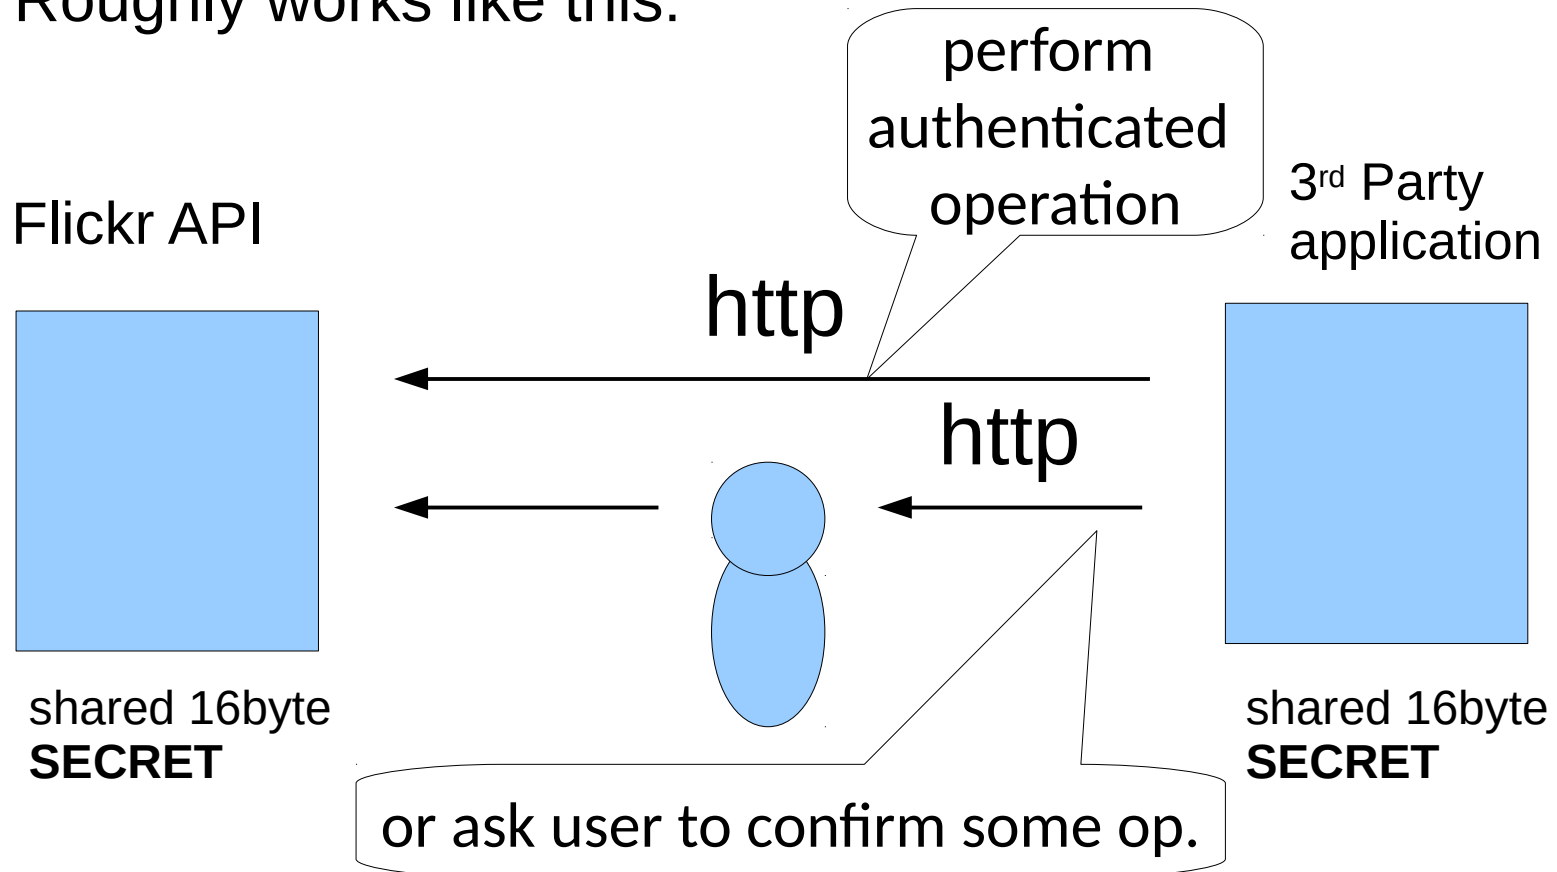 Roughly works like this:
perform
authenticated
operation
3rd Party
application
Flickr API
http
http
shared 16byte
SECRET
shared 16byte
SECRET
or ask user to confirm some op.